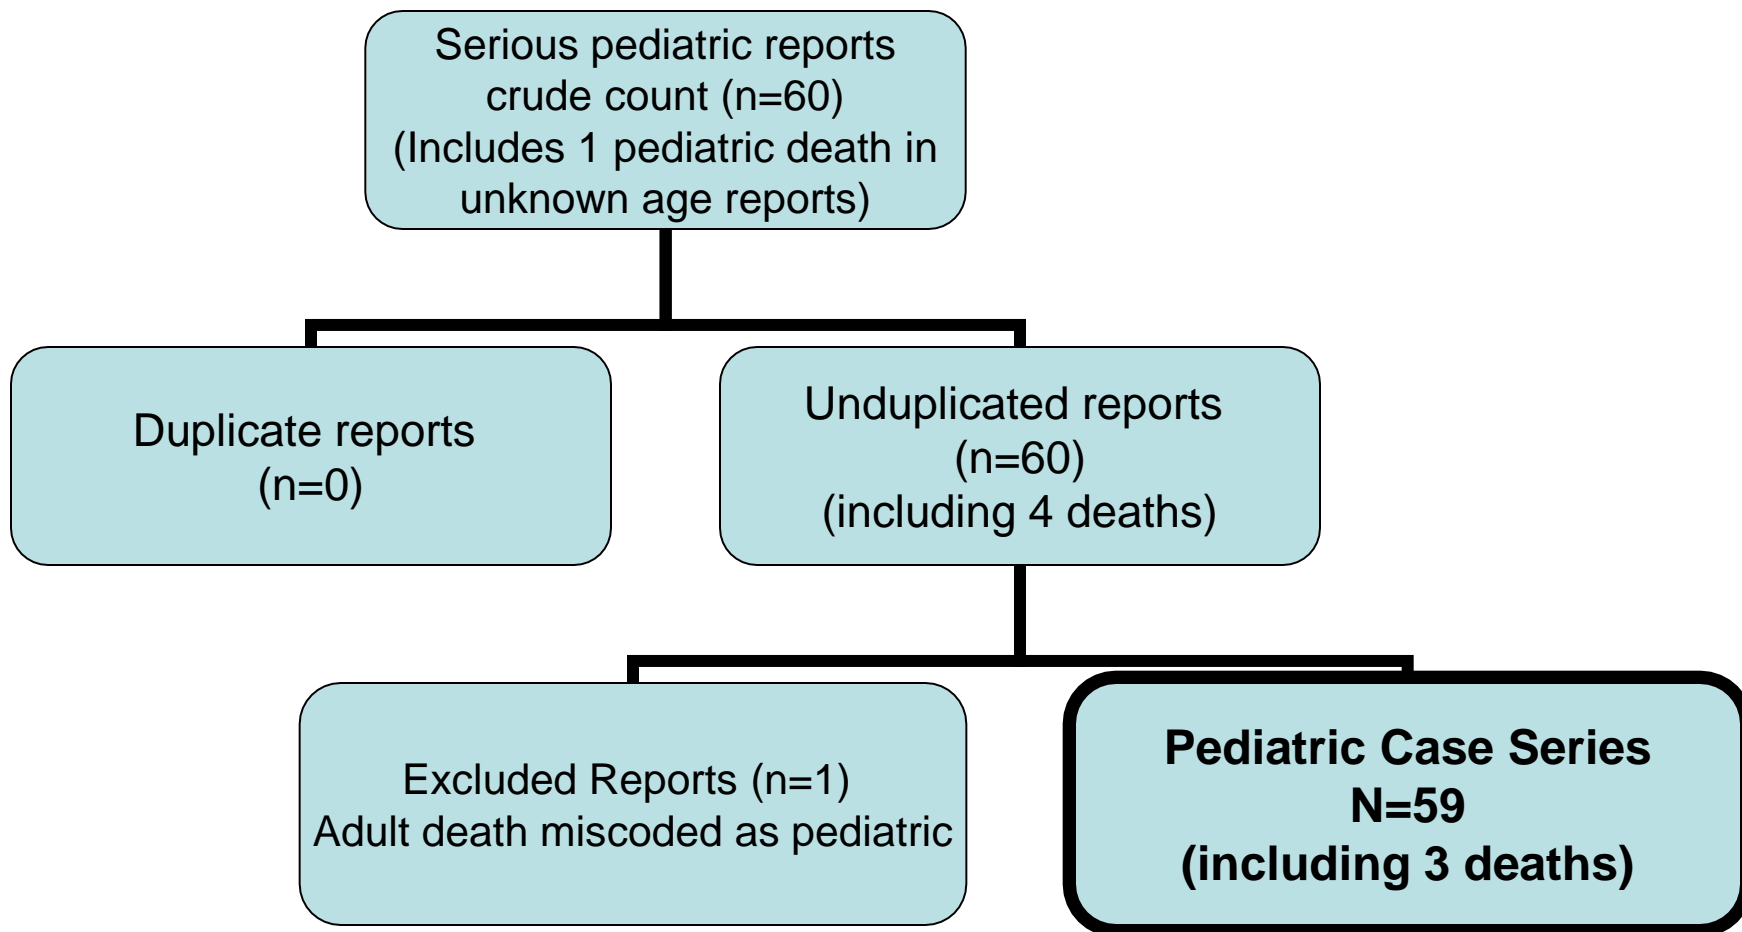 Serious pediatric reports
crude count (n=60)
(Includes 1 pediatric death in
unknown age reports)
Duplicate reports
(n=0)
Unduplicated reports
(n=60)
(including 4 deaths)
Excluded Reports (n=1)
Adult death miscoded as pediatric
Pediatric Case Series
N=59
(including 3 deaths)